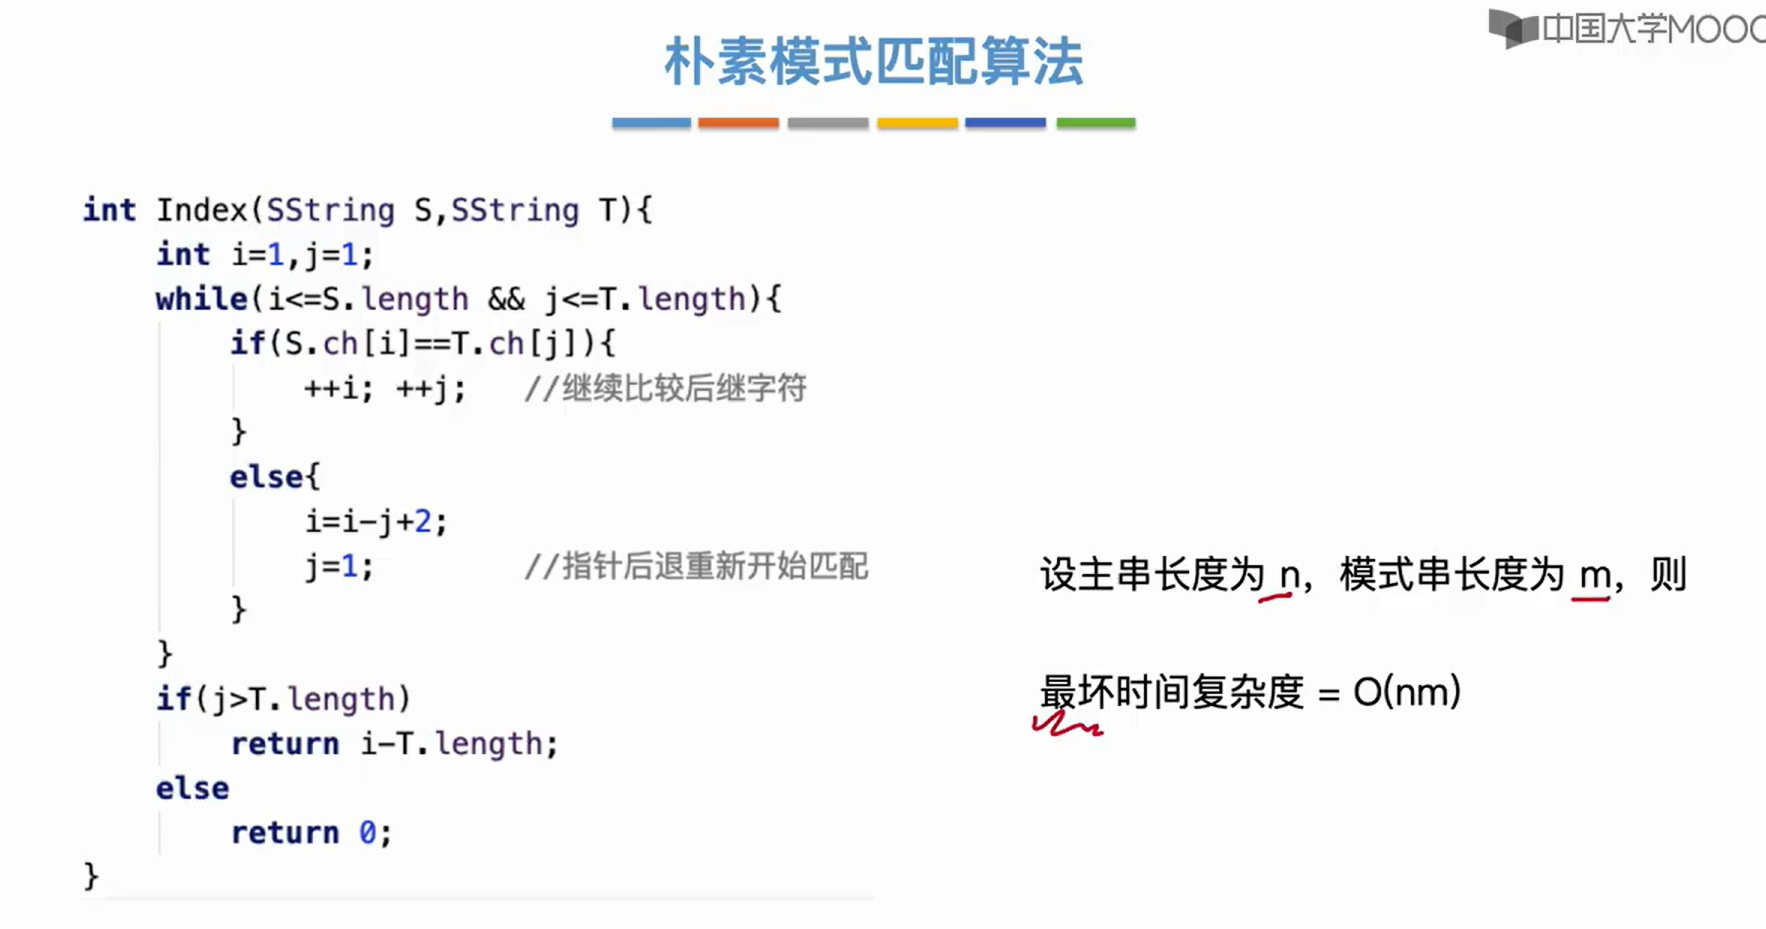 中国大学MOOC
朴素模式匹配算法
int Index(SString S,SString T){
    int i=1,j=1;
    while(i<=S.length && j<=T.length){
        if(S.ch[i]==T.ch[j]){
            ++i; ++j;   //继续比较后继字符
        }
        else{
            i=i-j+2;
            j=1;        //指针后退重新开始匹配
        }
    }
    if(j>T.length)
        return i-T.length;
    else
        return 0;
}
设主串长度为 n，模式串长度为 m，则
最坏时间复杂度 = O(nm)